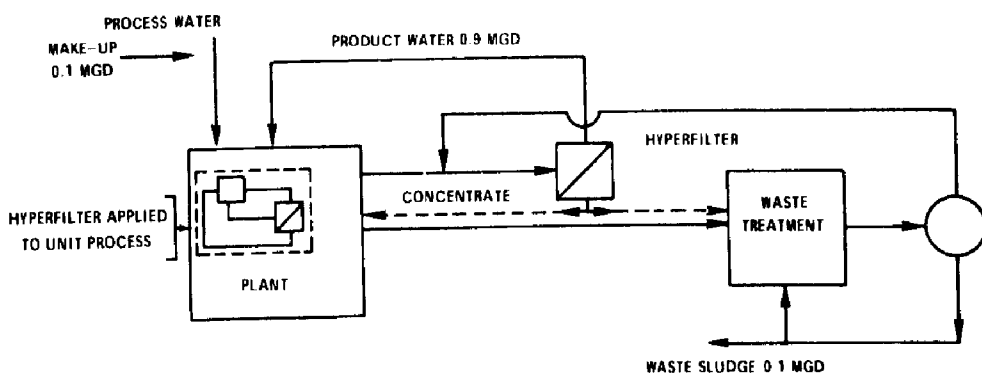 PROCESS WATER
MAKE-UP
0.1 MGD
PRODUCT WATER 0.9 MGD
HYPERFILTER
CONCENTRATE
HYPERFILTER APPLIED
TO UNIT PROCESS
WASTE
TREATMENT
PLANT
WASTE SLUDGE 0.1 MGD